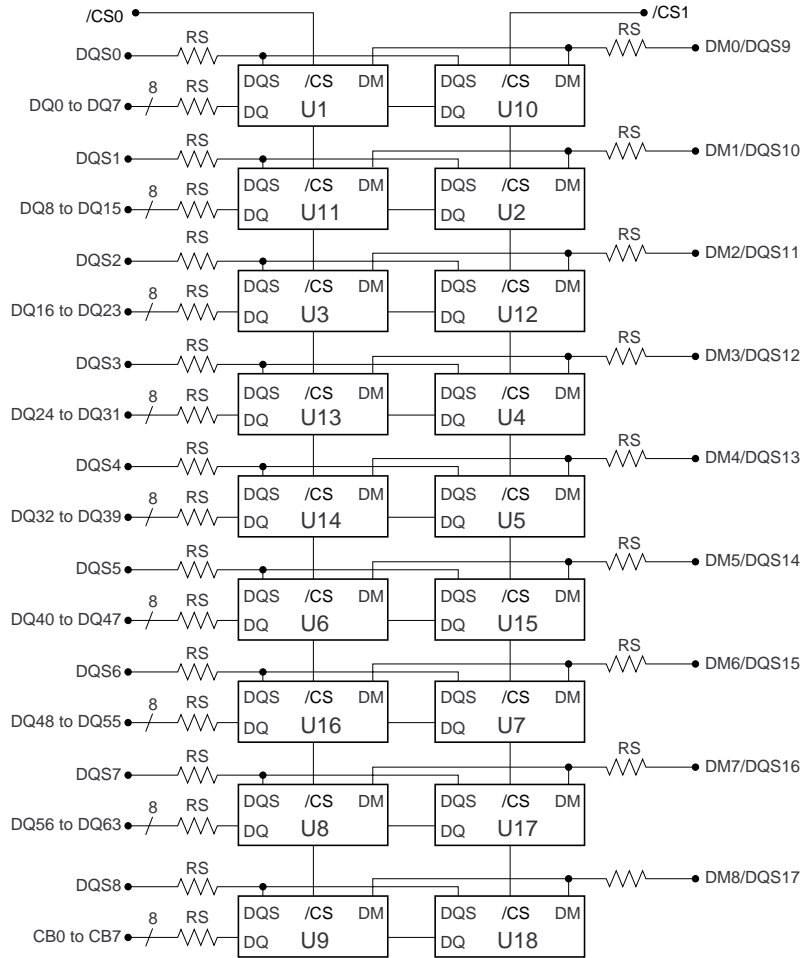 /CS0 /CS1
RS RS
DQS0 DM0/DQS9
DQS /CS DM DQS /CS DM
8 RS
DQ0 to DQ7 DQ U1 DQ U10
RS RS
DQS1 DM1/DQS10
DQS /CS DM DQS /CS DM
8 RS
DQ8 to DQ15 DQ U11 DQ U2
RS RS
DQS2 DM2/DQS11
DQS /CS DM DQS /CS DM
8 RS
DQ16 to DQ23 DQ U3 DQ U12
RS RS
DQS3 DM3/DQS12
DQS /CS DM DQS /CS DM
8 RS
DQ24 to DQ31 DQ U13 DQ U4
RS RS
DQS4 DM4/DQS13
DQS /CS DM DQS /CS DM
8 RS
DQ32 to DQ39 DQ U14 DQ U5
RS RS
DQS5 DM5/DQS14
DQS /CS DM DQS /CS DM
8 RS
DQ40 to DQ47 DQ U6 DQ U15
RS RS
DQS6 DM6/DQS15
DQS /CS DM DQS /CS DM
8 RS
DQ48 to DQ55 DQ U16 DQ U7
RS RS
DQS7 DM7/DQS16
DQS /CS DM DQS /CS DM
8 RS
DQ56 to DQ63 DQ U8 DQ U17
RS
DQS8 DM8/DQS17
DQS /CS DM DQS /CS DM
8 RS
CB0 to CB7 DQ U9 DQ U18